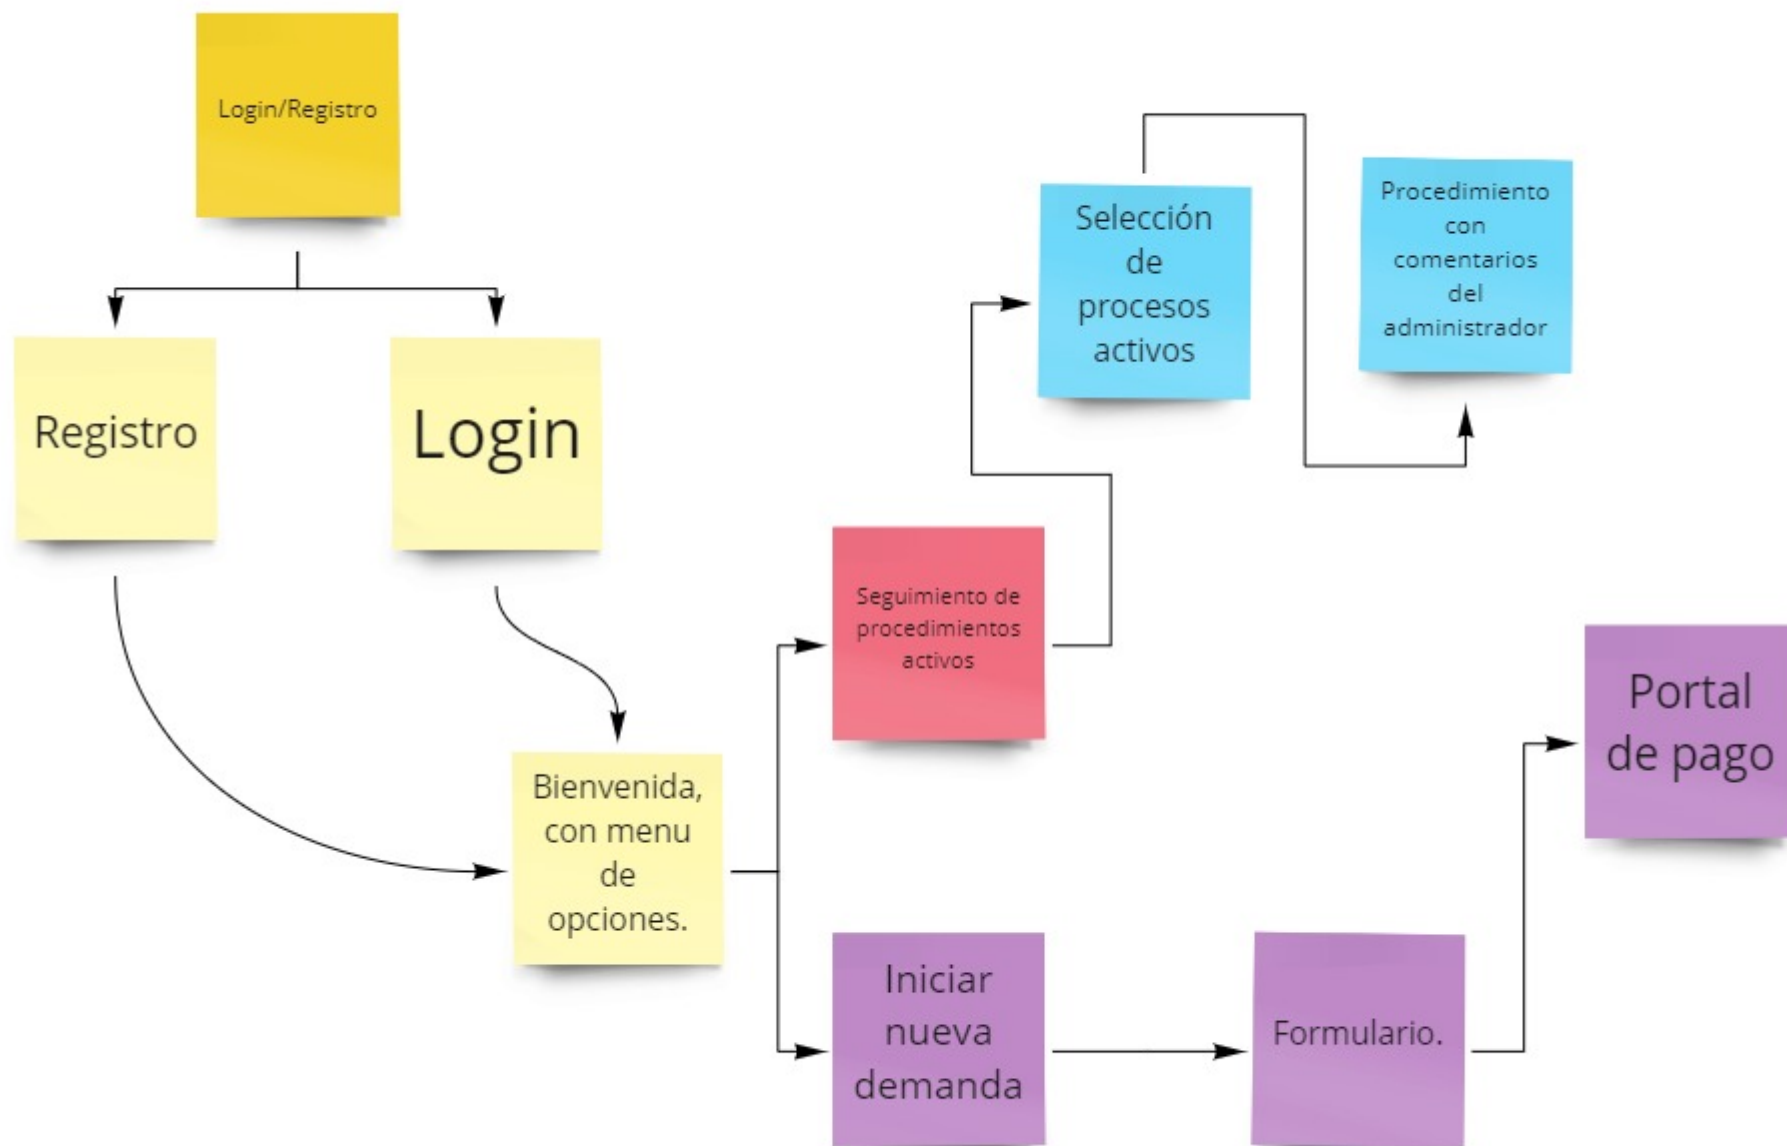 Login/Registro
Registro
Login
Bienvenida,
con menu
de
opciones.
Seguimiento de
procedimientos
activos
Selección
de
procesos
activos
Procedimiento
con
comentarios
del
administrador
Iniciar
nueva
demanda
Formulario.
Portal
de pago